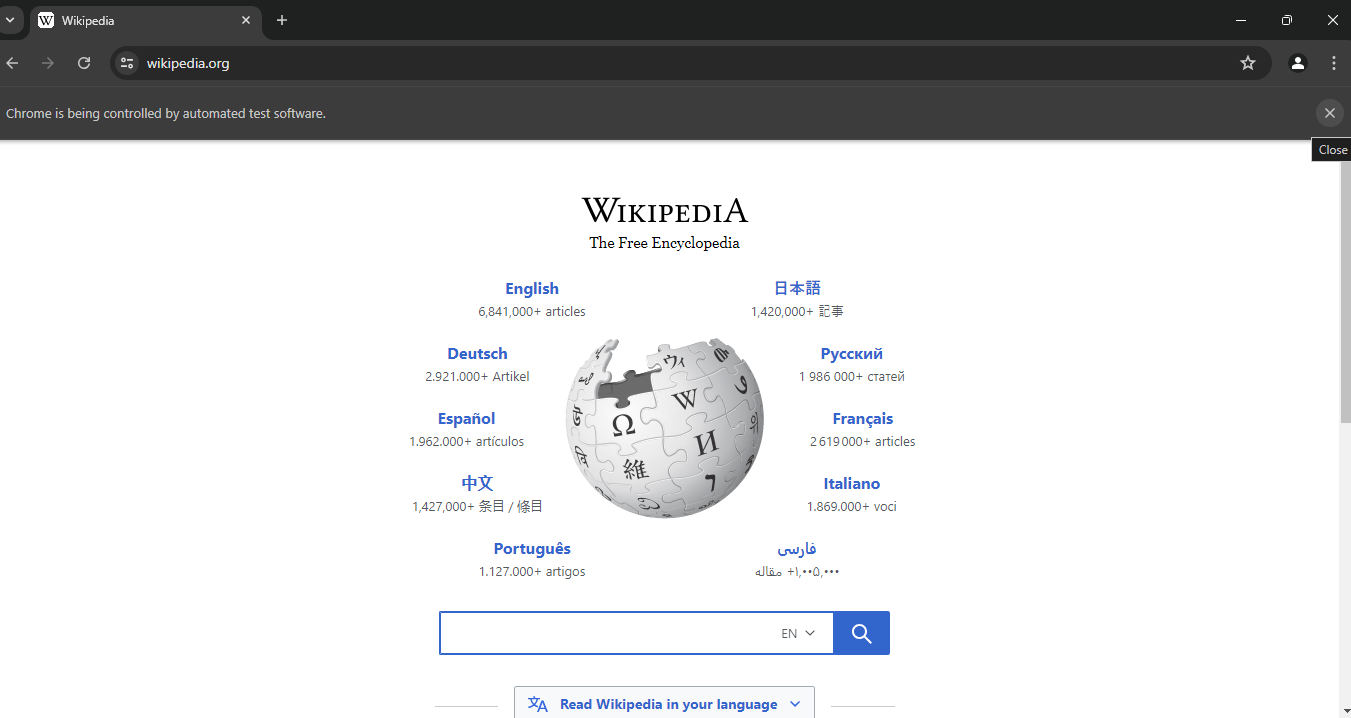 Wikipedia
wikipedia.org
Chrome is being controlled by automated test software.
Close
WIKIPEDIA
The Free Encyclopedia
English
6,841,000+ articles
日本語
1,420,000+ 記事
Deutsch
2.921.000+ Artikel
Русский
1 986 000+ статей
Español
1.962.000+ artículos
Français
2 619 000+ articles
中文
1,427,000+ 条目 / 條目
Italiano
1.869.000+ voci
Português
1.127.000+ artigos
فارسی
۱٬۰۰۵٬۰۰۰+ مقاله
Ω
W
И
維
ウィ
EN
Read Wikipedia in your language